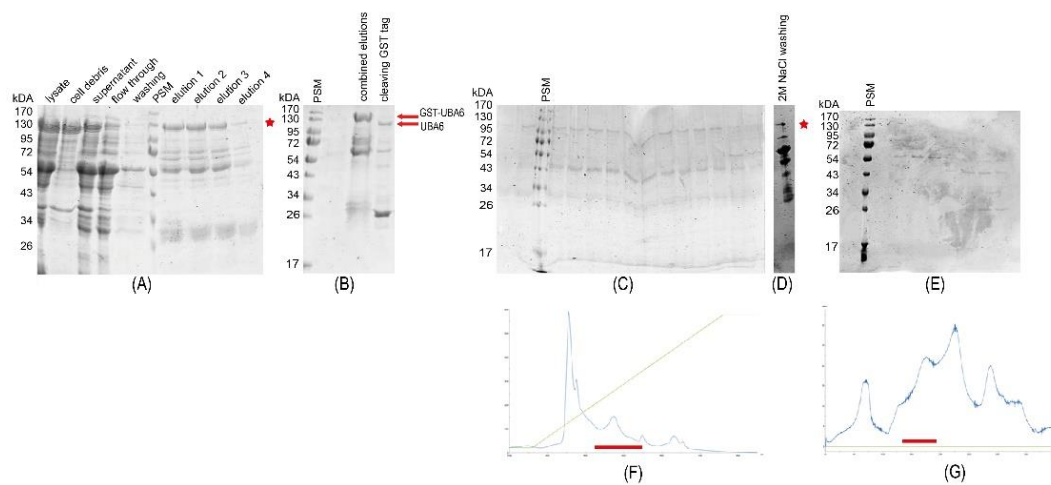 kDA
lysate
cell debris
supernatant
flow through
washing
PSM
elution 1
elution 2
elution 3
elution 4
170
130
95
72
54
43
34
26
(A)
kDA
PSM
combined elutions
cleaving GST tag
170
130
95
72
54
43
34
26
17
GST-UBA6
UBA6
(B)
kDA
PSM
170
130
95
72
54
43
34
26
17
(C)
2M NaCl washing
(D)
kDA
PSM
170
130
95
72
54
43
34
26
17
(E)
(F)
(G)